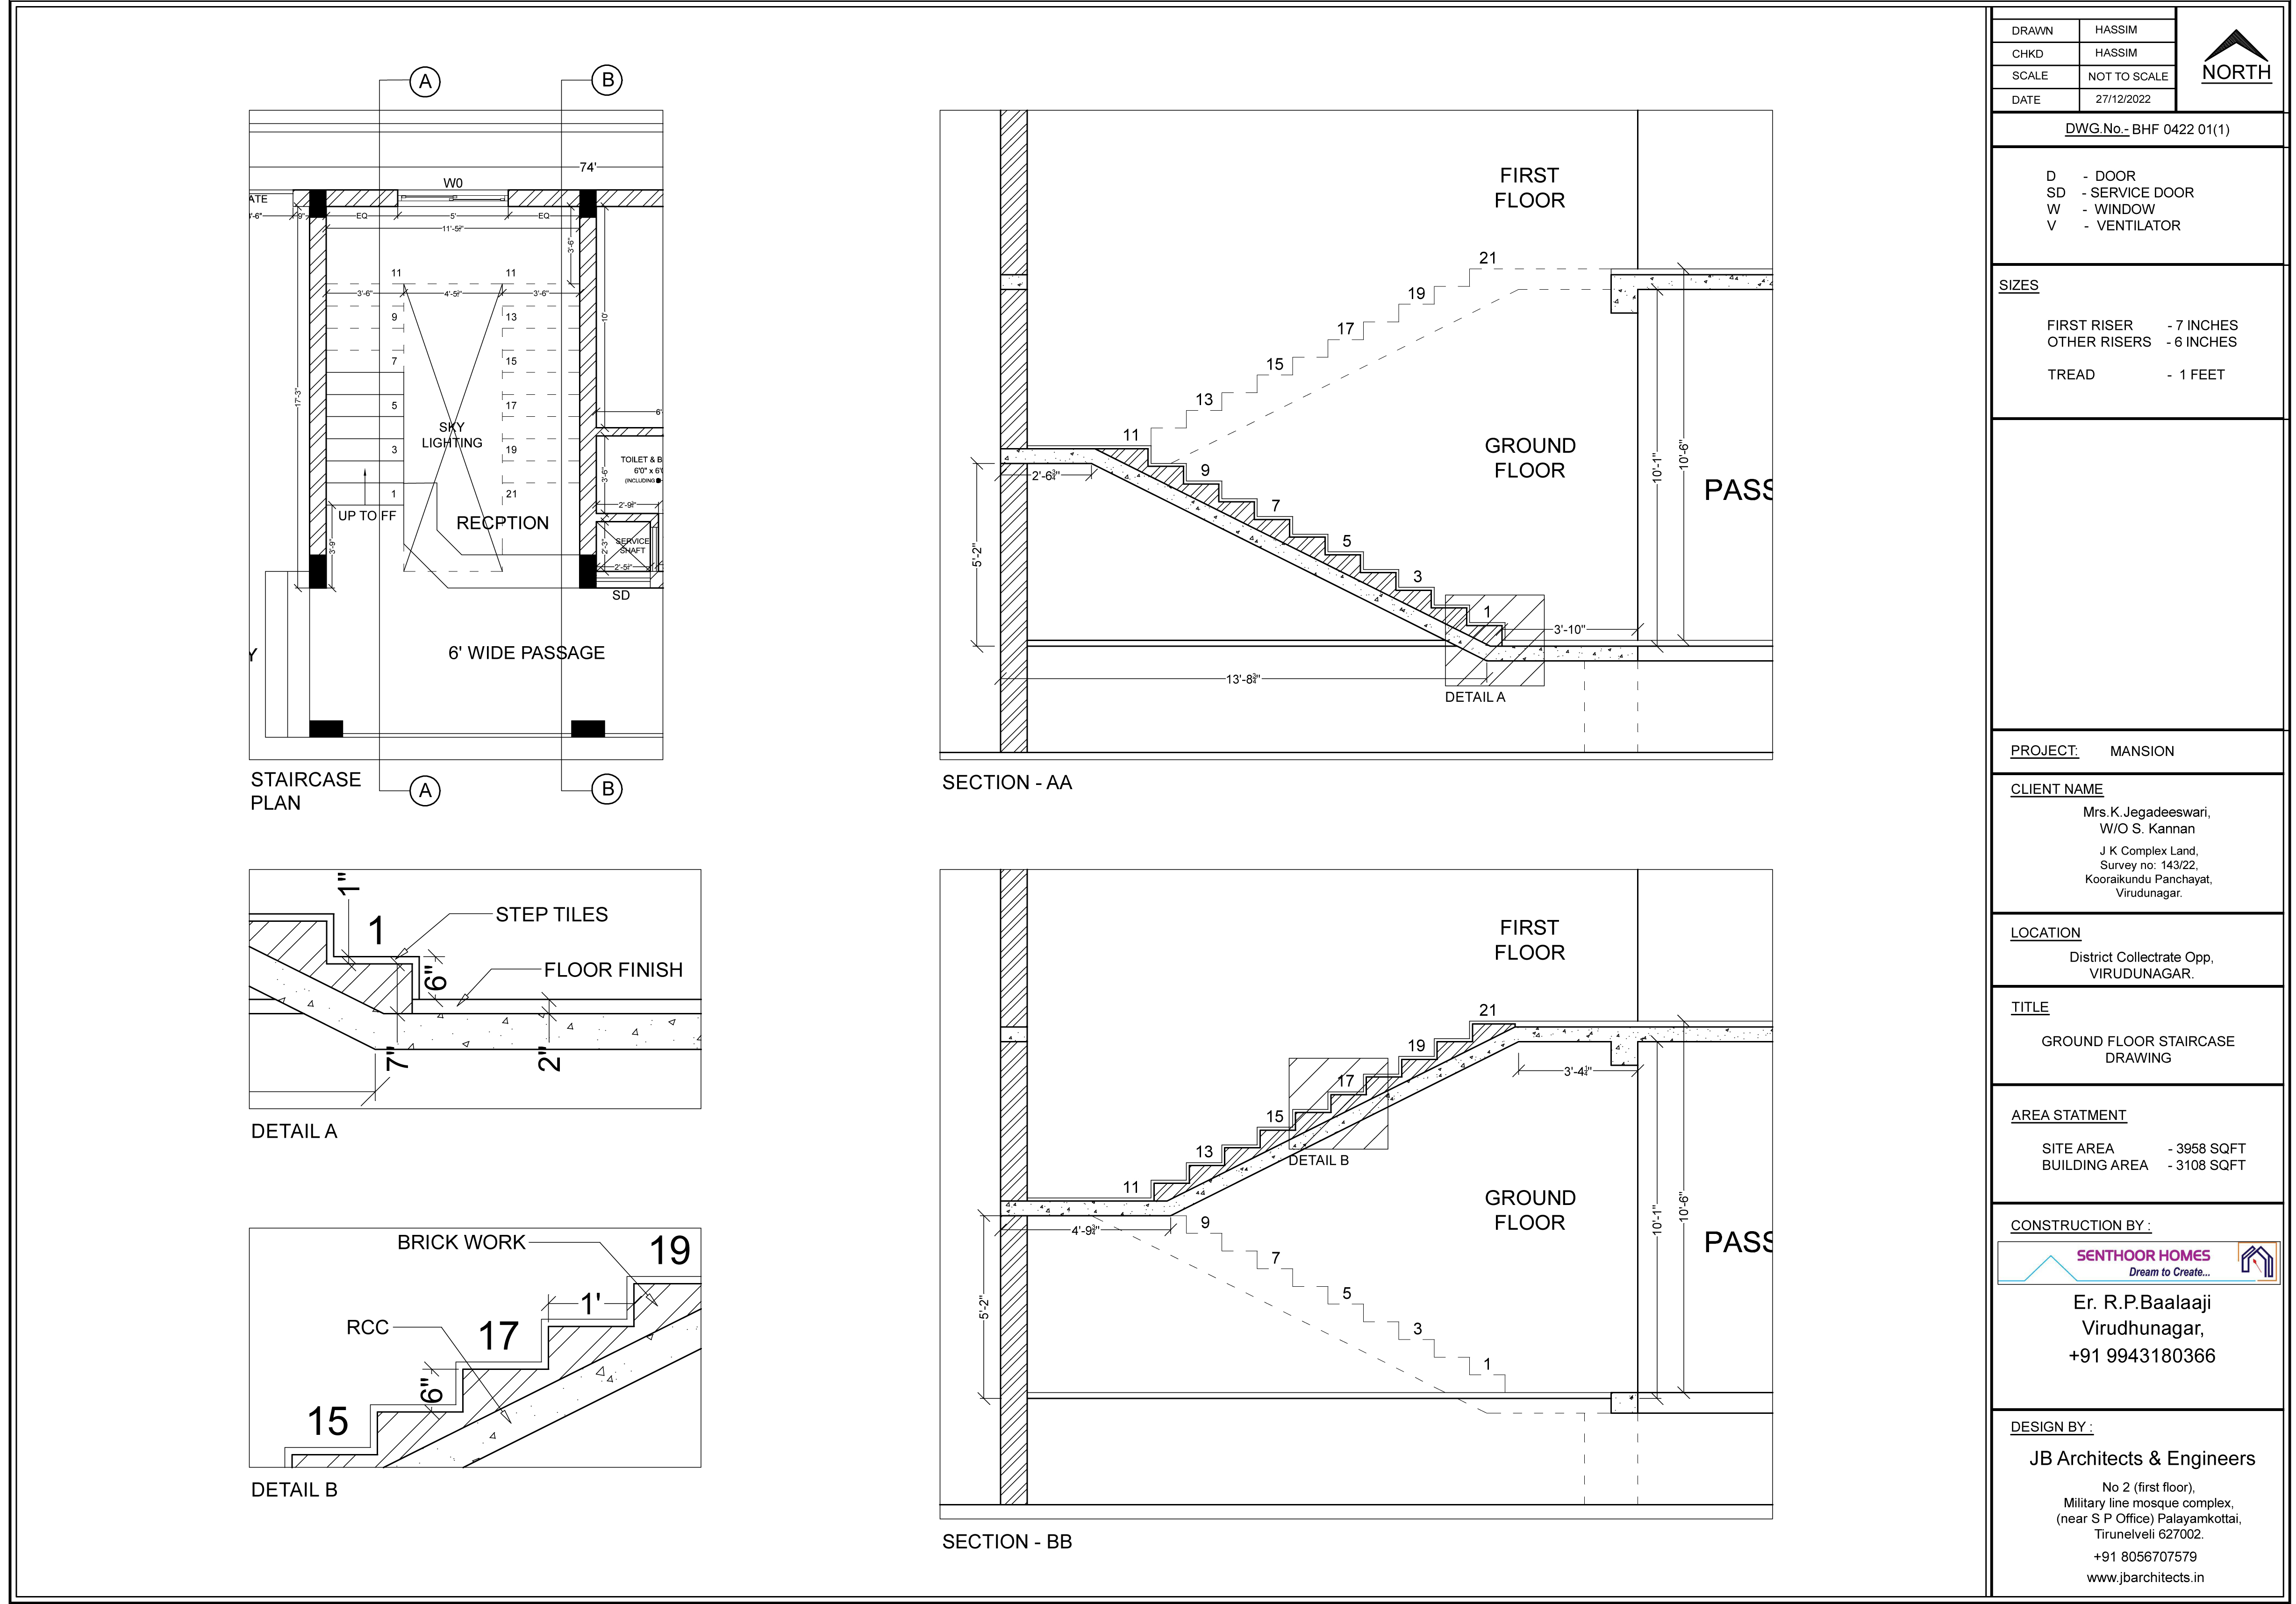 A
B
74'
W0
ATE
'-6"
9"
EQ
5'
EQ
11'-5¾"
3'-6"
11
11
3'-6"
3'-6"
9
13
10'
7
15
17'-3"
5
17
6'
SKY
LIGHTING
3
19
TOILET & B
6'0" x 6'
(INCLUDING
3'-6"
1
21
2'-9¾"
UP TO FF
RECPTION
3'-9"
SERVICE
SHAFT
2'-3"
SD
6' WIDE PASSAGE
Y
STAIRCASE
PLAN
A
B
FIRST
FLOOR
21
19
17
15
13
11
GROUND
FLOOR
9
2'-6¾"
PASS
10'-1"
10'-6"
7
5
5'-2"
3
1
3'-10"
13'-8¾"
DETAIL A
SECTION - AA
1"
1
STEP TILES
6"
FLOOR FINISH
7"
2"
DETAIL A
BRICK WORK
19
1'
RCC
17
6"
15
DETAIL B
FIRST
FLOOR
21
19
17
15
13
DETAIL B
11
GROUND
FLOOR
9
4'-9¾"
3'-4¼"
PASS
10'-1"
10'-6"
7
5
5'-2"
3
1
SECTION - BB
DRAWN HASSIM
CHKD HASSIM
SCALE NOT TO SCALE
DATE 27/12/2022
NORTH
DWG.No.- BHF 0422 01(1)
D - DOOR
SD - SERVICE DOOR
W - WINDOW
V - VENTILATOR
SIZES
FIRST RISER - 7 INCHES
OTHER RISERS - 6 INCHES
TREAD - 1 FEET
PROJECT: MANSION
CLIENT NAME
Mrs.K.Jegadeeswari,
W/O S. Kannan
J K Complex Land,
Survey no: 143/22,
Kooraikundu Panchayat,
Virudunagar.
LOCATION
District Collectrate Opp,
VIRUDUNAGAR.
TITLE
GROUND FLOOR STAIRCASE
DRAWING
AREA STATMENT
SITE AREA - 3958 SQFT
BUILDING AREA - 3108 SQFT
CONSTRUCTION BY :
SENTHOOR HOMES
Dream to Create...
Er. R.P.Baalaaji
Virudhunagar,
+91 9943180366
DESIGN BY :
JB Architects & Engineers
No 2 (first floor),
Military line mosque complex,
(near S P Office) Palayamkottai,
Tirunelveli 627002.
+91 8056707579
www.jbarchitects.in